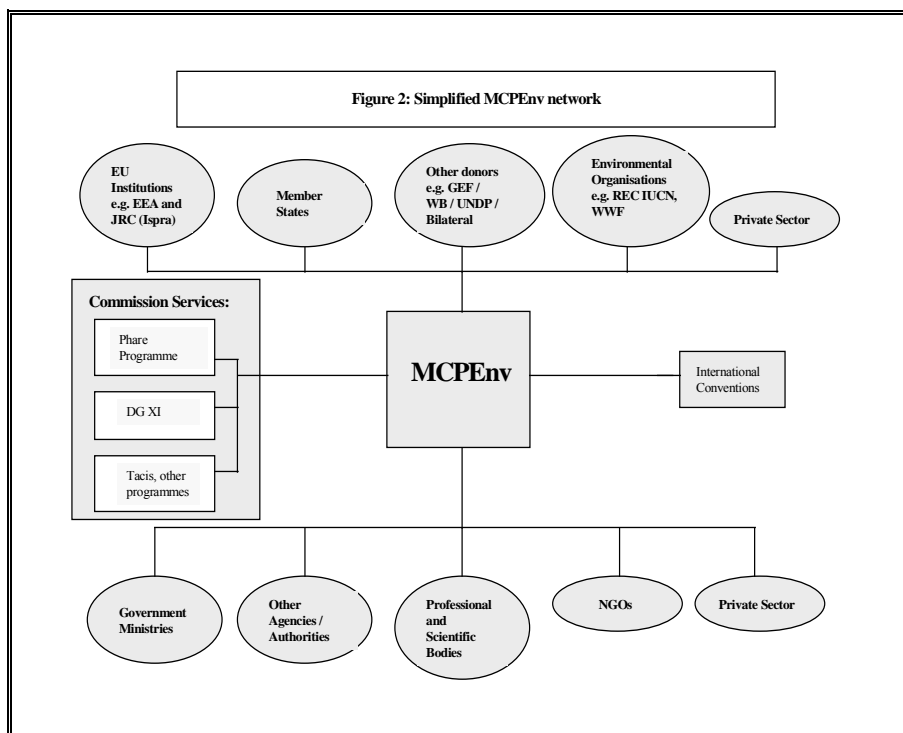 Figure 2: Simplified MCPEnv network
EU
Institutions
e.g. EEA and
JRC (Ispra)
Member
States
Other donors
e.g. GEF /
WB / UNDP /
Bilateral
Environmental
Organisations
e.g. REC IUCN,
WWF
Private Sector
Commission Services:
Phare
Programme
DG XI
Tacis, other
programmes
MCPEnv
International
Conventions
Government
Ministries
Other
Agencies /
Authorities
Professional
and
Scientific
Bodies
NGOs
Private Sector